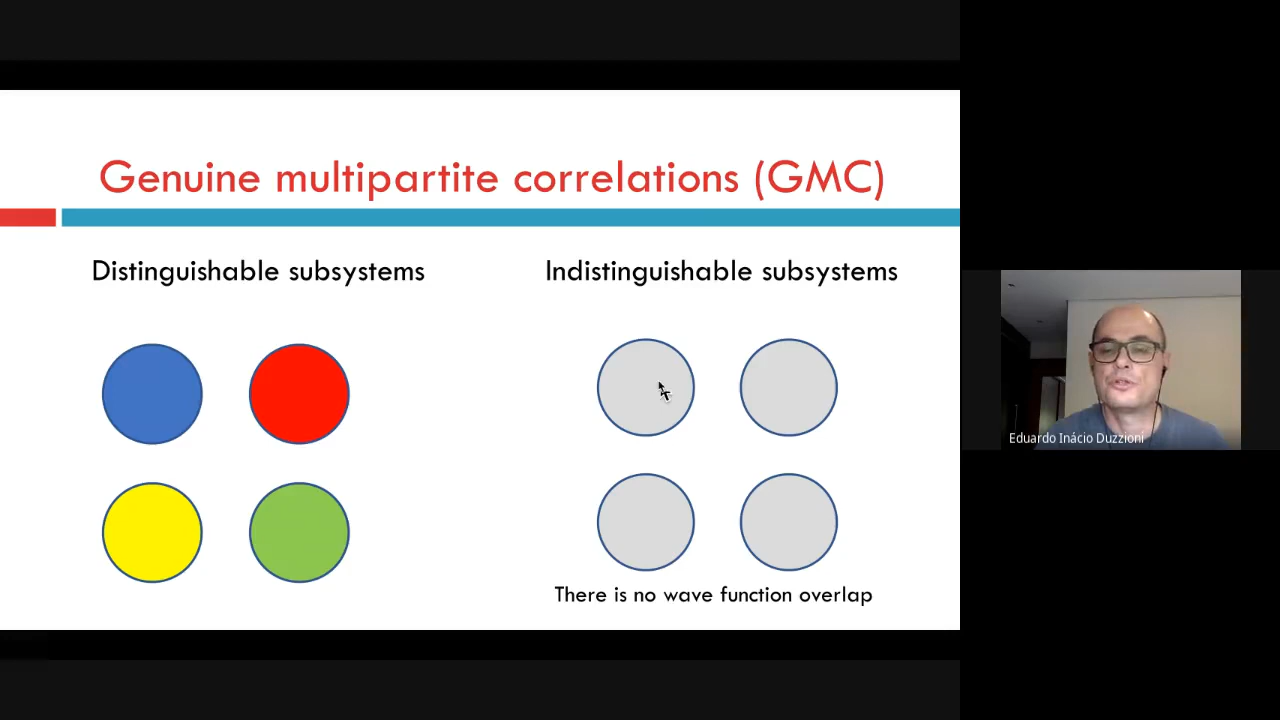 Genuine multipartite correlations (GMC)
Distinguishable subsystems
Indistinguishable subsystems
There is no wave function overlap
Eduardo Inácio Duzzioni